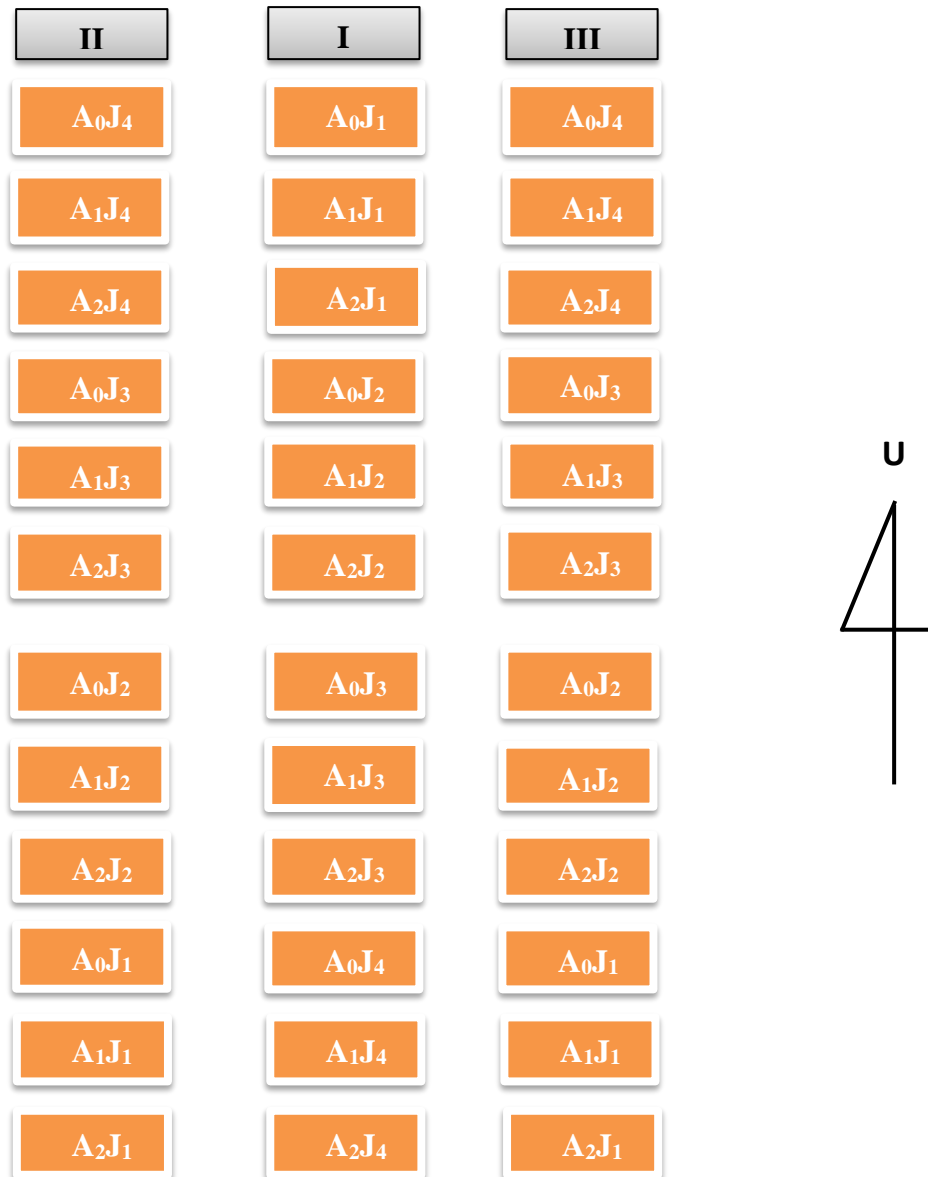 II I III
A₀J₄ A₀J₁ A₀J₄
A₁J₄ A₁J₁ A₁J₄
A₂J₄ A₂J₁ A₂J₄
A₀J₃ A₀J₂ A₀J₃
U
A₁J₃ A₁J₂ A₁J₃
A₂J₃ A₂J₂ A₂J₃
A₀J₂ A₀J₃ A₀J₂
A₁J₂ A₁J₃ A₁J₂
A₂J₂ A₂J₃ A₂J₂
A₀J₁ A₀J₄ A₀J₁
A₁J₁ A₁J₄ A₁J₁
A₂J₁ A₂J₄ A₂J₁